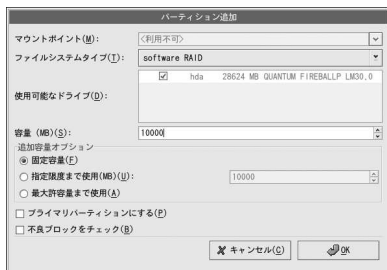 パーティション追加
マウントポイント(M): <利用不可>
ファイルシステムタイプ(T): software RAID
使用可能なドライブ(D): hda 28624 MB QUANTUM FIREBALLP LM30.0
容量 (MB)(S): 10000
追加容量オプション
固定容量(F)
指定限度まで使用(MB)(U): 10000
最大許容量まで使用(A)
プライマリパーティションにする(P)
不良ブロックをチェック(B)
キャンセル(C) OK